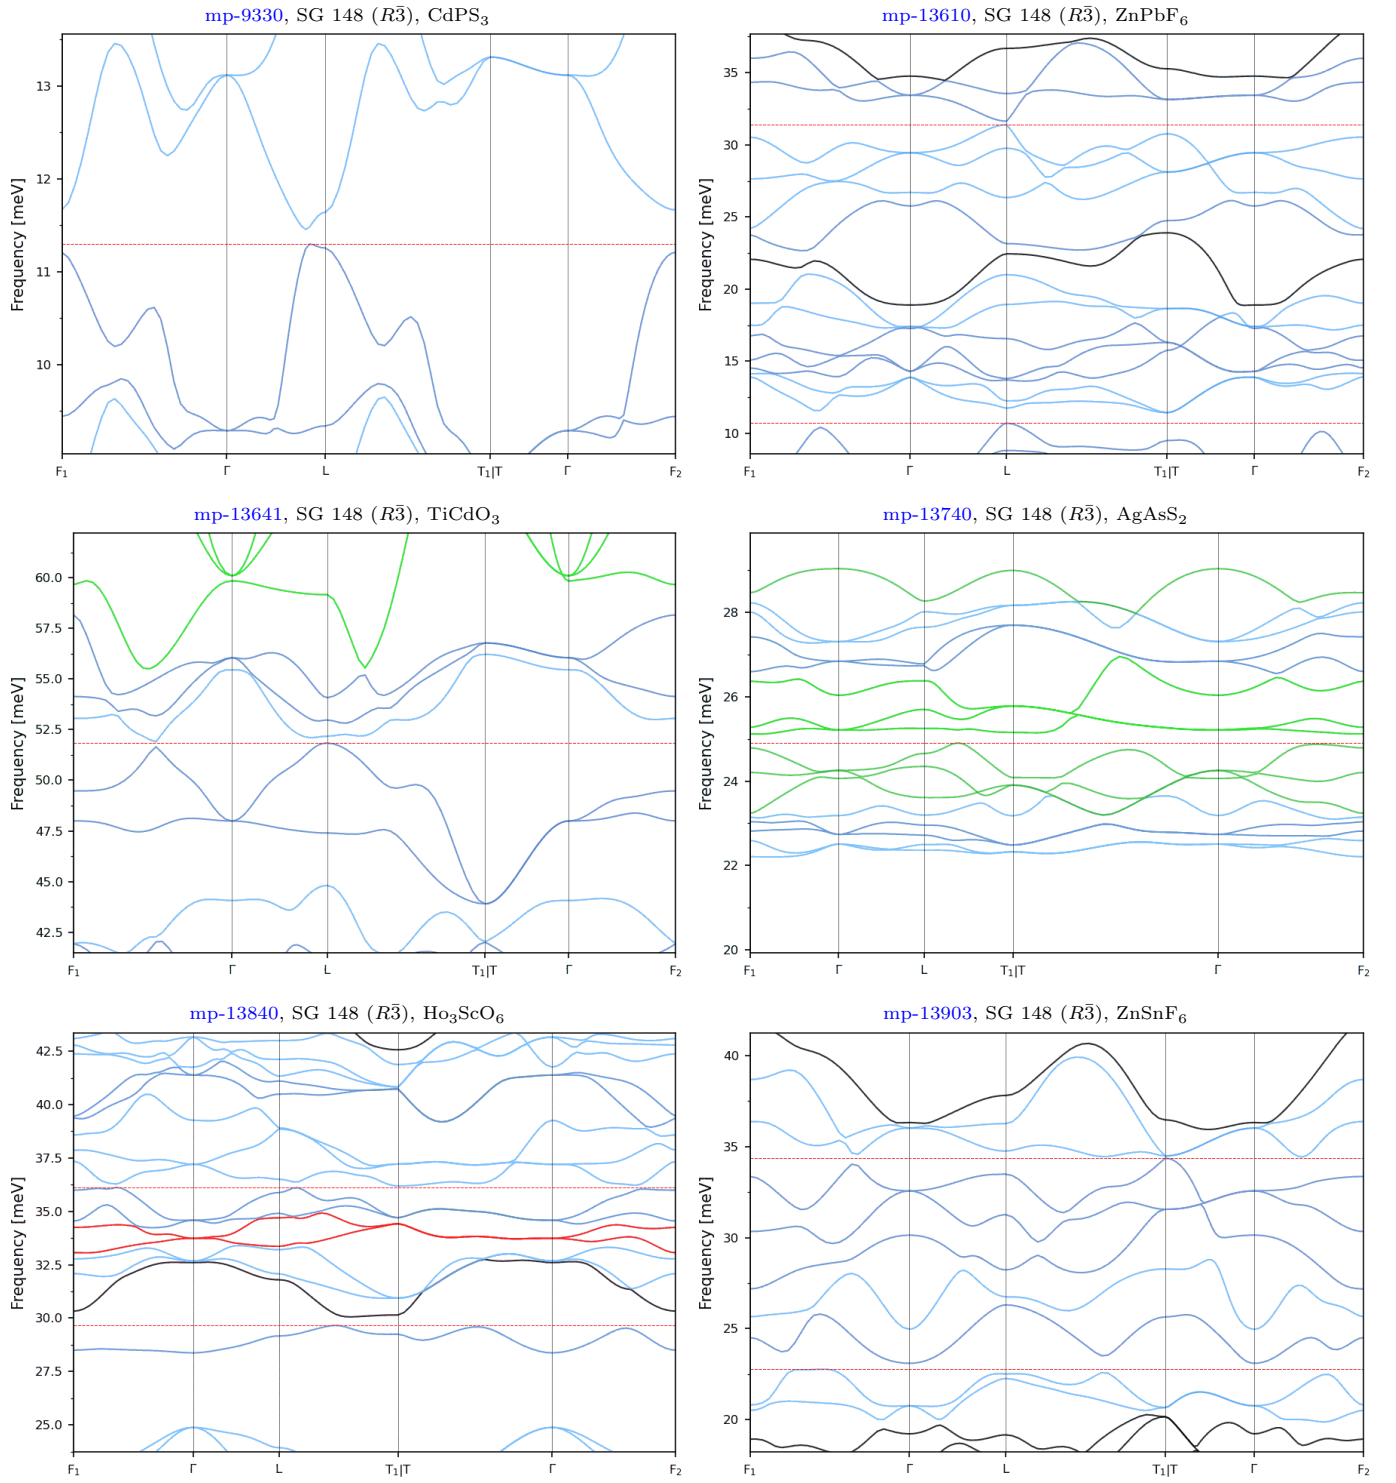 mp-9330, SG 148 (R3̄), CdPS₃
Frequency [meV]
13
12
11
10
F₁ Γ L T₁|T Γ F₂
mp-13610, SG 148 (R3̄), ZnPbF₆
Frequency [meV]
35
30
25
20
15
10
F₁ Γ L T₁|T Γ F₂
mp-13641, SG 148 (R3̄), TiCdO₃
Frequency [meV]
60.0
57.5
55.0
52.5
50.0
47.5
45.0
42.5
F₁ Γ L T₁|T Γ F₂
mp-13740, SG 148 (R3̄), AgAsS₂
Frequency [meV]
28
26
24
22
20
F₁ Γ L T₁|T Γ F₂
mp-13840, SG 148 (R3̄), Ho₃ScO₆
Frequency [meV]
42.5
40.0
37.5
35.0
32.5
30.0
27.5
25.0
F₁ Γ L T₁|T Γ F₂
mp-13903, SG 148 (R3̄), ZnSnF₆
Frequency [meV]
40
35
30
25
20
F₁ Γ L T₁|T Γ F₂